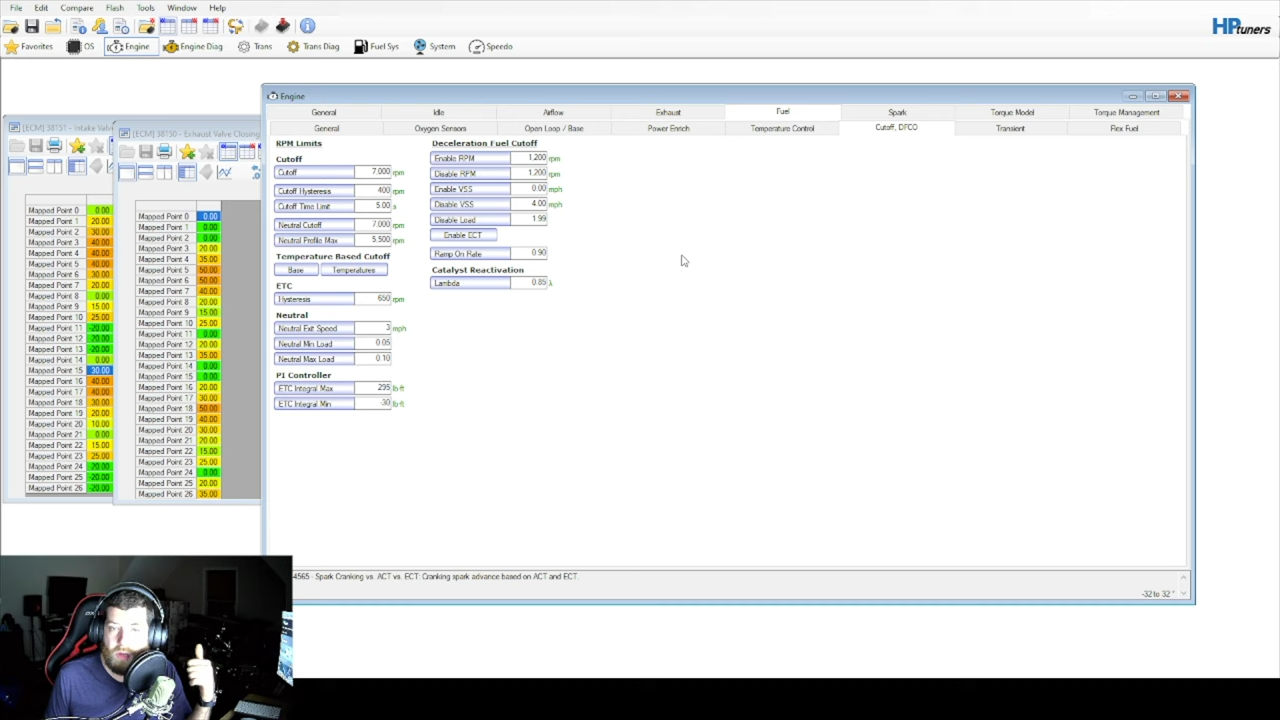 File Edit Compare Flash Tools Window Help
HP tuners
Favorites OS Engine Engine Diag Trans Trans Diag Fuel Sys System Speedo
[ECM] 38151 - Intake Valve
Mapped Point 0 0.00
Mapped Point 1 20.00
Mapped Point 2 30.00
Mapped Point 3 40.00
Mapped Point 4 40.00
Mapped Point 5 40.00
Mapped Point 6 30.00
Mapped Point 7 20.00
Mapped Point 8 0.00
Mapped Point 9 15.00
Mapped Point 10 25.00
Mapped Point 11 -20.00
Mapped Point 12 -20.00
Mapped Point 13 -20.00
Mapped Point 14 0.00
Mapped Point 15 30.00
Mapped Point 16 40.00
Mapped Point 17 40.00
Mapped Point 18 30.00
Mapped Point 19 20.00
Mapped Point 20 10.00
Mapped Point 21 0.00
Mapped Point 22 15.00
Mapped Point 23 25.00
Mapped Point 24 -20.00
Mapped Point 25 -20.00
Mapped Point 26 -20.00
[ECM] 38150 - Exhaust Valve Closing
Mapped Point 0 0.00
Mapped Point 1 0.00
Mapped Point 2 0.00
Mapped Point 3 20.00
Mapped Point 4 35.00
Mapped Point 5 50.00
Mapped Point 6 50.00
Mapped Point 7 40.00
Mapped Point 8 20.00
Mapped Point 9 15.00
Mapped Point 10 25.00
Mapped Point 11 0.00
Mapped Point 12 20.00
Mapped Point 13 35.00
Mapped Point 14 0.00
Mapped Point 15 0.00
Mapped Point 16 20.00
Mapped Point 17 30.00
Mapped Point 18 50.00
Mapped Point 19 40.00
Mapped Point 20 30.00
Mapped Point 21 20.00
Mapped Point 22 15.00
Mapped Point 23 25.00
Mapped Point 24 0.00
Mapped Point 25 20.00
Mapped Point 26 35.00
Engine
General Idle Airflow Exhaust Fuel Spark Torque Model Torque Management
General Oxygen Sensors Open Loop / Base Power Enrich Temperature Control Cutoff, DFCO Transient Flex Fuel
RPM Limits
Cutoff
Cutoff 7,000 rpm
Cutoff Hysteresis 400 rpm
Cutoff Time Limit 5.00 s
Neutral Cutoff 7,000 rpm
Neutral Profile Max 5,500 rpm
Temperature Based Cutoff
Base Temperatures
ETC
Hysteresis 650 rpm
Neutral
Neutral Exit Speed 3 mph
Neutral Min Load 0.05
Neutral Max Load 0.10
PI Controller
ETC Integral Max 295 lb·ft
ETC Integral Min -30 lb·ft
Deceleration Fuel Cutoff
Enable RPM 1,200 rpm
Disable RPM 1,200 rpm
Enable VSS 0.00 mph
Disable VSS 4.00 mph
Disable Load 1.99
Enable ECT
Ramp On Rate 0.90
Catalyst Reactivation
Lambda 0.85 λ
4565 - Spark Cranking vs. ACT vs. ECT: Cranking spark advance based on ACT and ECT.
-32 to 32 °